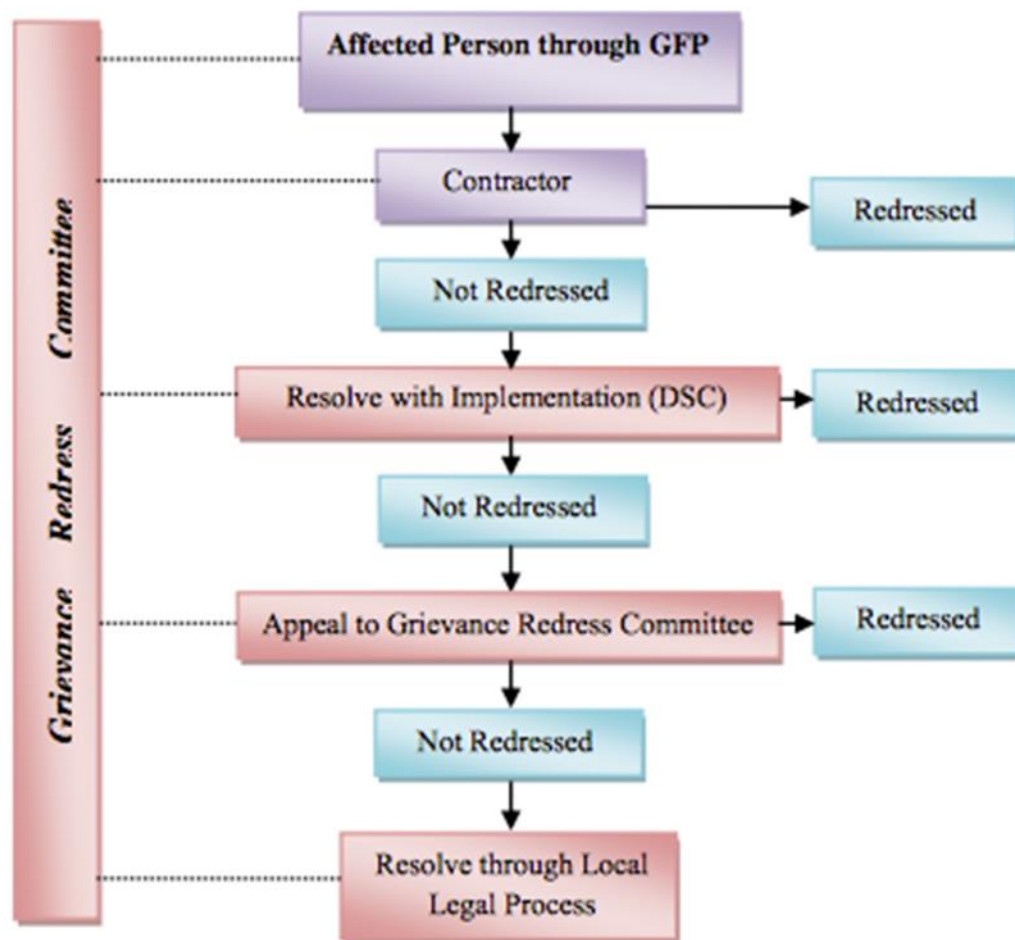 Affected Person through GFP
Contractor
Redressed
Not Redressed
Resolve with Implementation (DSC)
Redressed
Not Redressed
Appeal to Grievance Redress Committee
Redressed
Not Redressed
Resolve through Local
Legal Process
Grievance Redress Committee